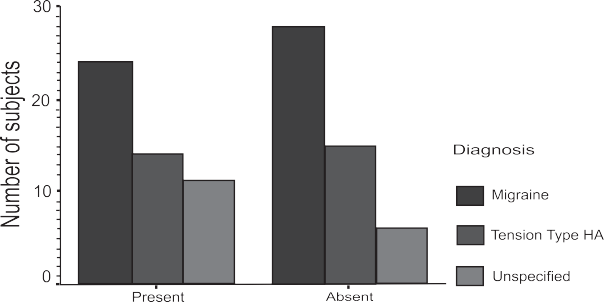 30
20
10
0
Number of subjects
Present
Absent
Diagnosis
Migraine
Tension Type HA
Unspecified